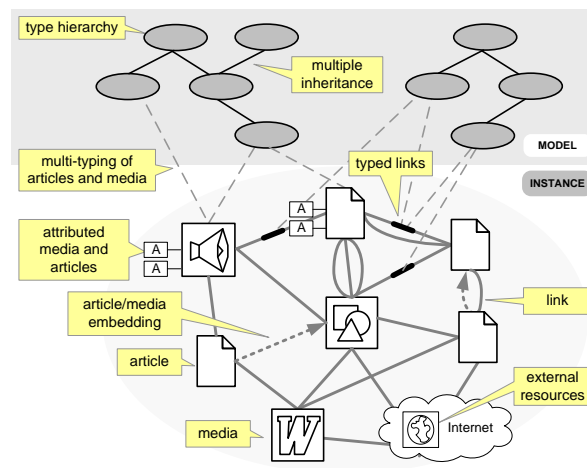 type hierarchy
multiple
inheritance
multi-typing of
articles and media
typed links
MODEL
INSTANCE
A
A
A
A
attributed
media and
articles
article/media
embedding
link
article
external
resources
media
W
Internet